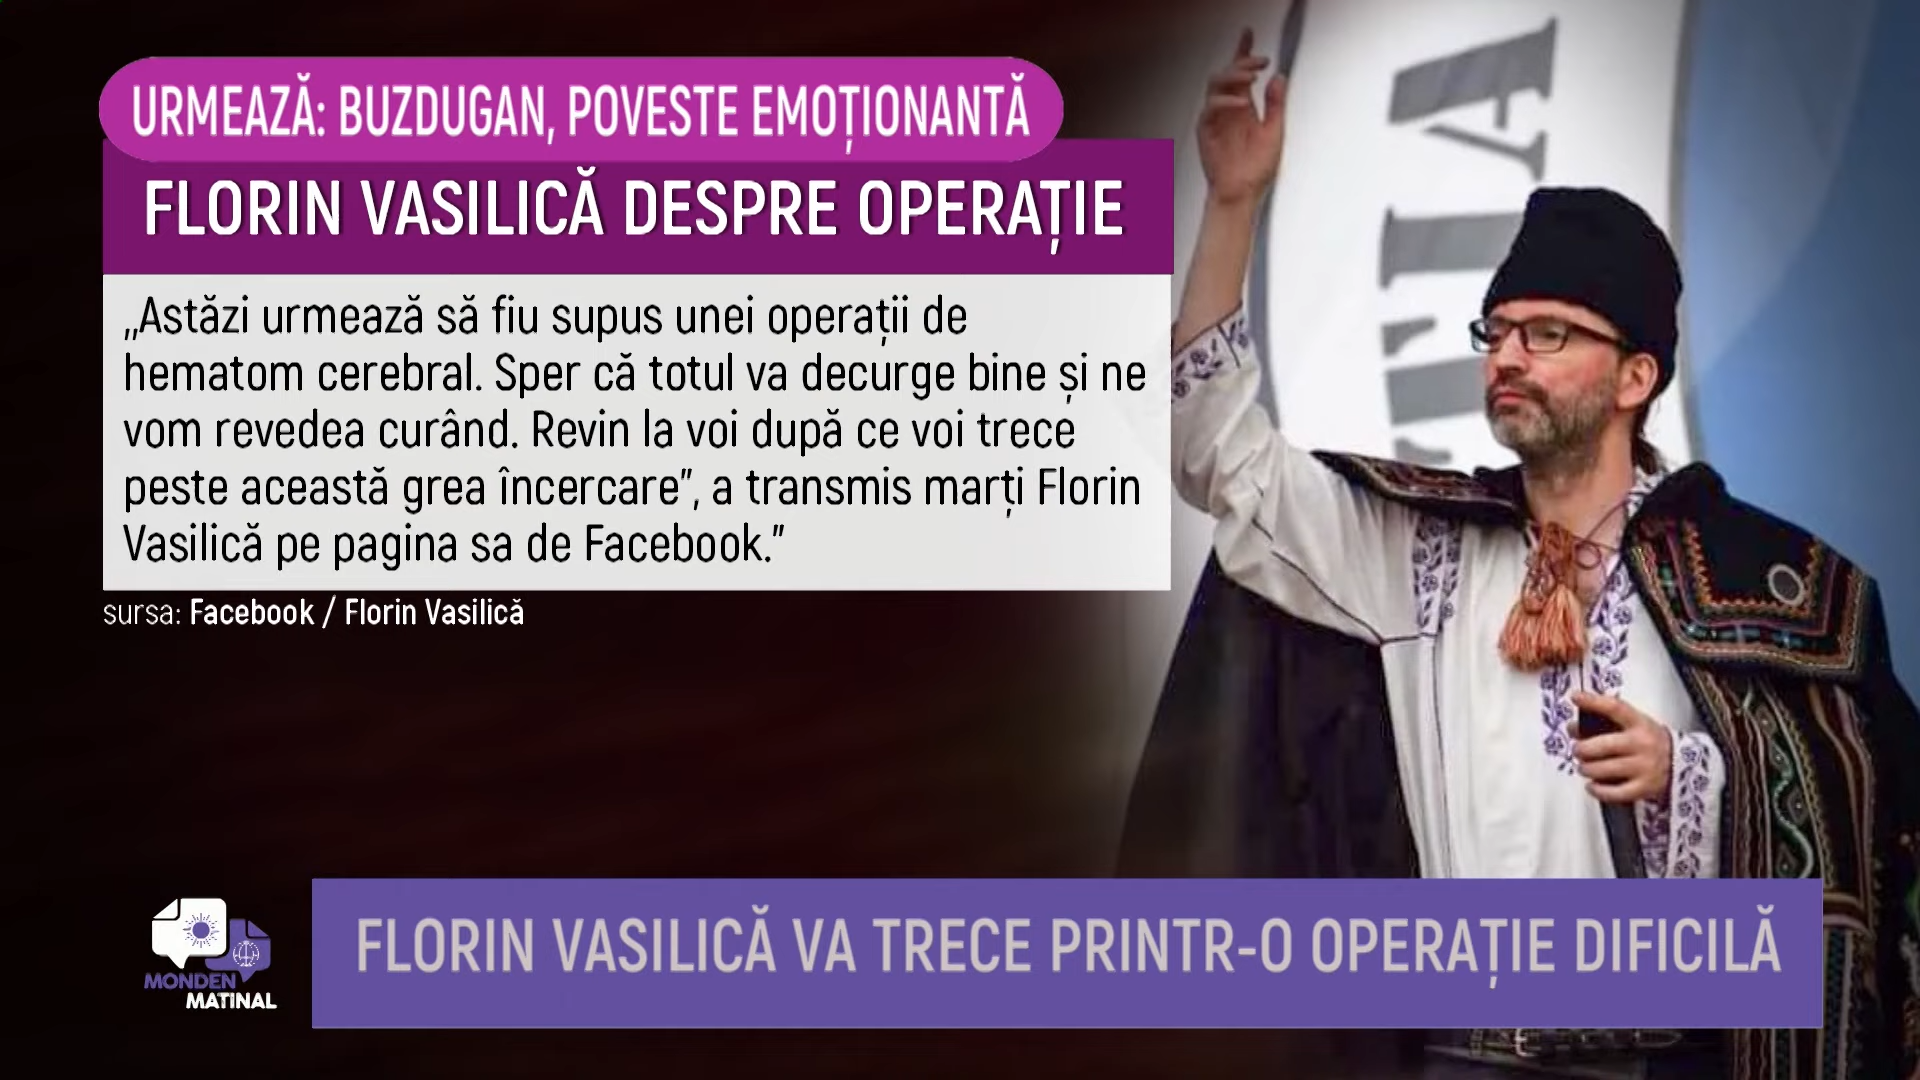 URMEAZĂ: BUZDUGAN, POVESTE EMOȚIONANTĂ
FLORIN VASILICĂ DESPRE OPERAȚIE
„Astăzi urmează să fiu supus unei operații de
hematom cerebral. Sper că totul va decurge bine și ne
vom revedea curând. Revin la voi după ce voi trece
peste această grea încercare”, a transmis marți Florin
Vasilică pe pagina sa de Facebook.”
sursa: Facebook / Florin Vasilică
MONDEN
MATINAL
FLORIN VASILICĂ VA TRECE PRINTR-O OPERAȚIE DIFICILĂ